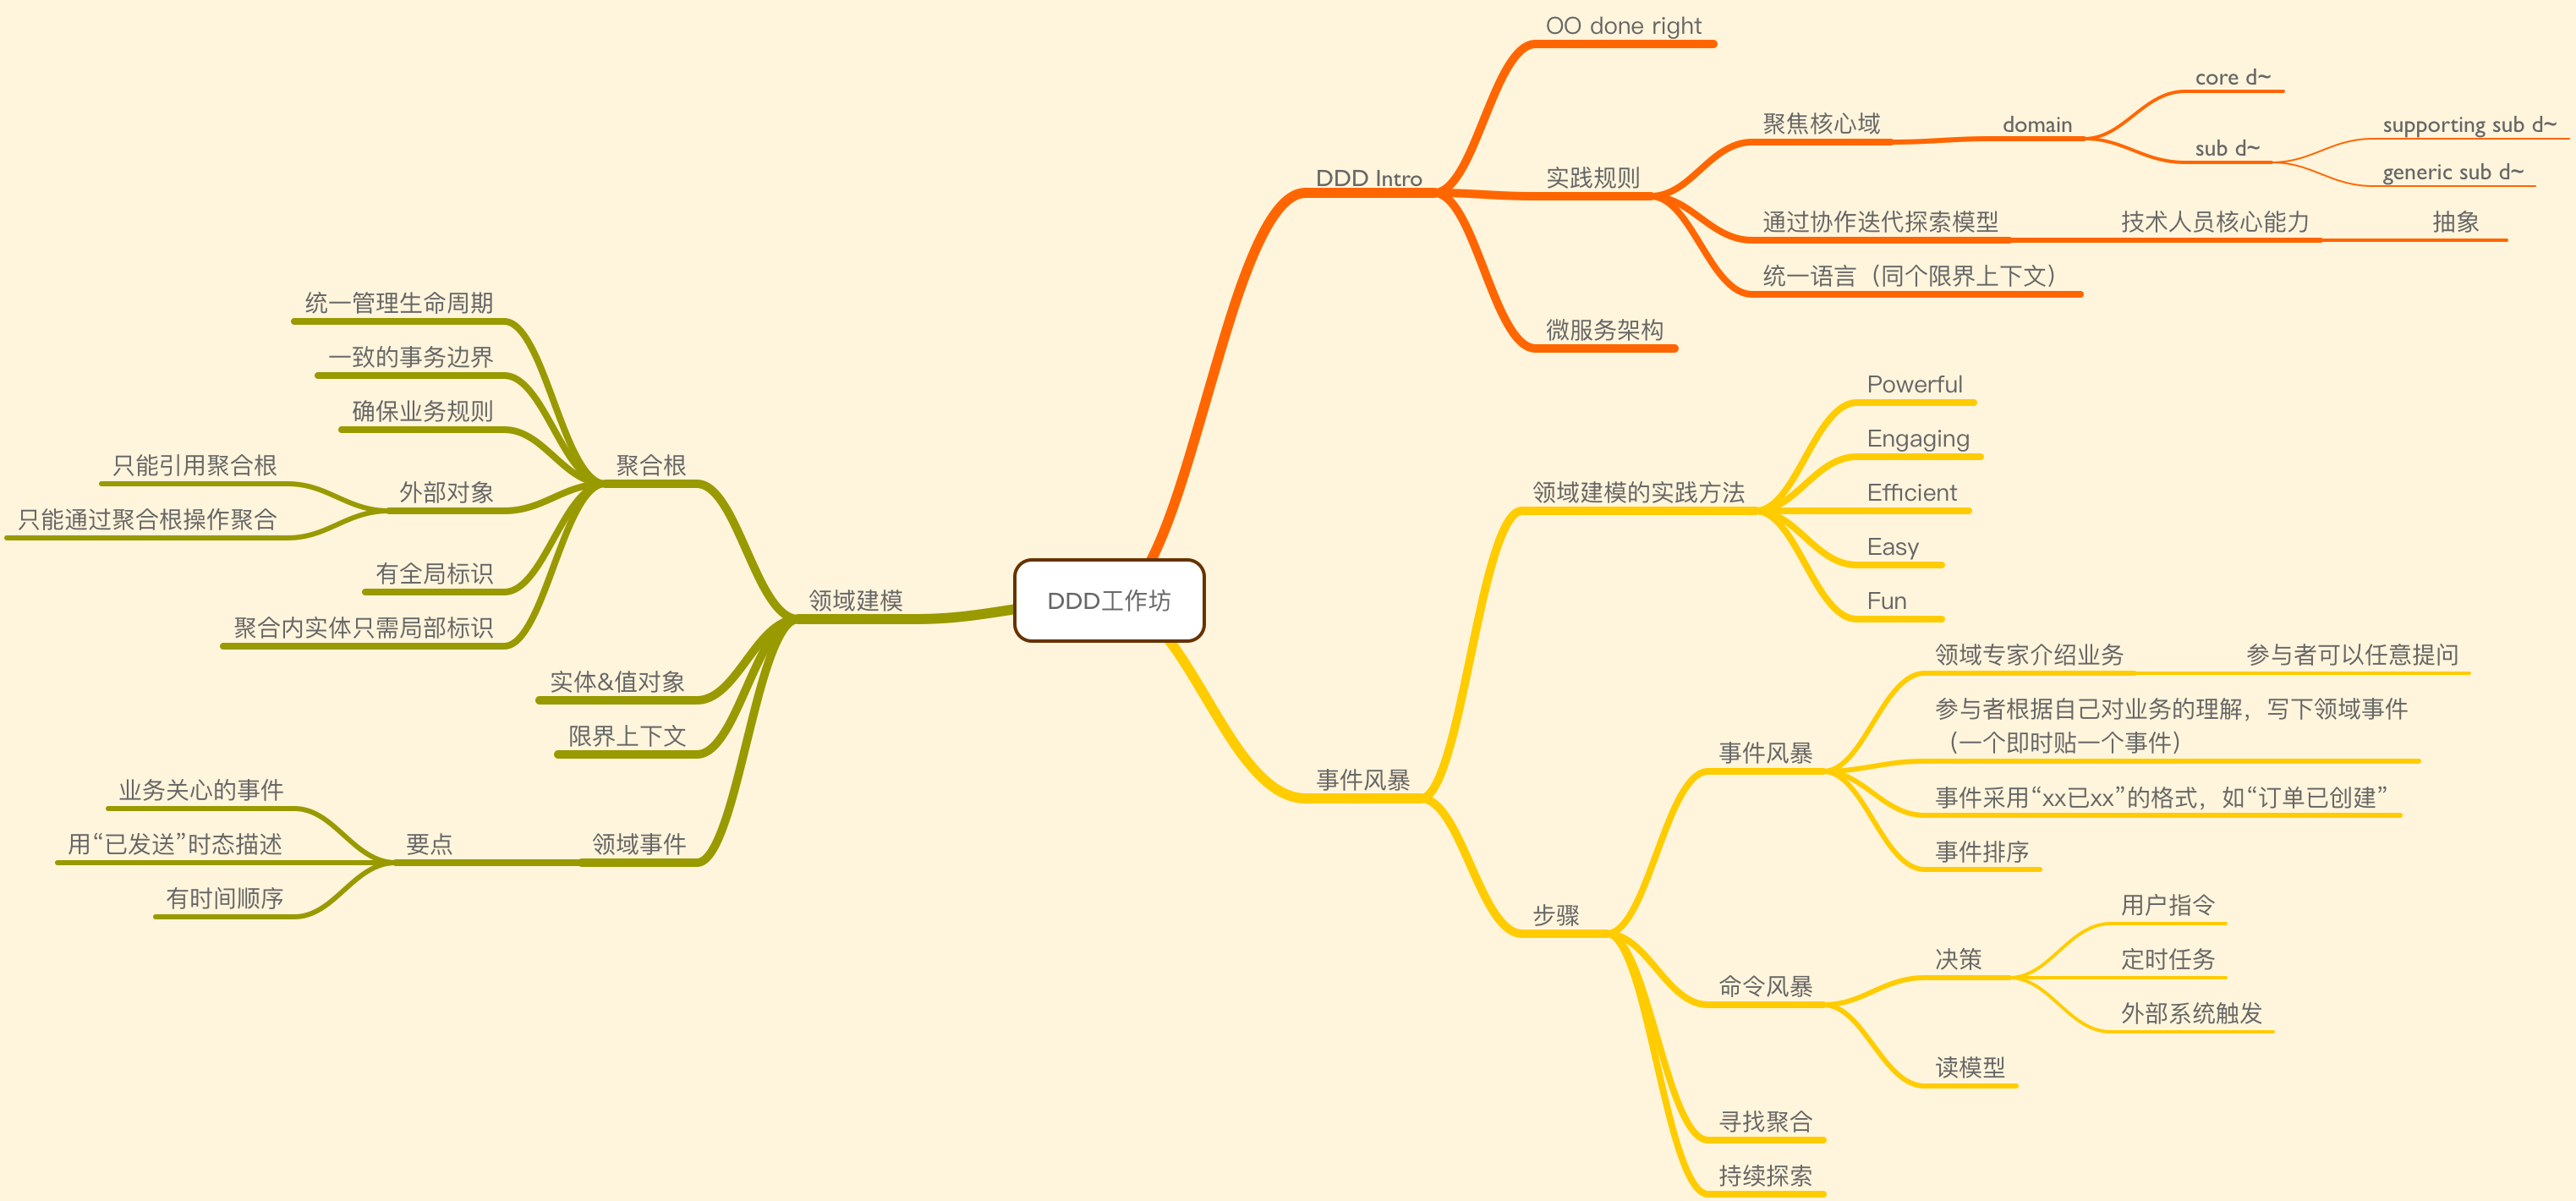 DDD工作坊
DDD Intro
OO done right
实践规则
聚焦核心域
domain
core d~
sub d~
supporting sub d~
generic sub d~
通过协作迭代探索模型
技术人员核心能力
抽象
统一语言（同个限界上下文）
微服务架构
事件风暴
领域建模的实践方法
Powerful
Engaging
Efficient
Easy
Fun
步骤
事件风暴
领域专家介绍业务
参与者可以任意提问
参与者根据自己对业务的理解，写下领域事件
（一个即时贴一个事件）
事件采用“xx已xx”的格式，如“订单已创建”
事件排序
命令风暴
决策
用户指令
定时任务
外部系统触发
读模型
寻找聚合
持续探索
领域建模
聚合根
统一管理生命周期
一致的事务边界
确保业务规则
外部对象
只能引用聚合根
只能通过聚合根操作聚合
有全局标识
聚合内实体只需局部标识
实体&值对象
限界上下文
领域事件
要点
业务关心的事件
用“已发送”时态描述
有时间顺序